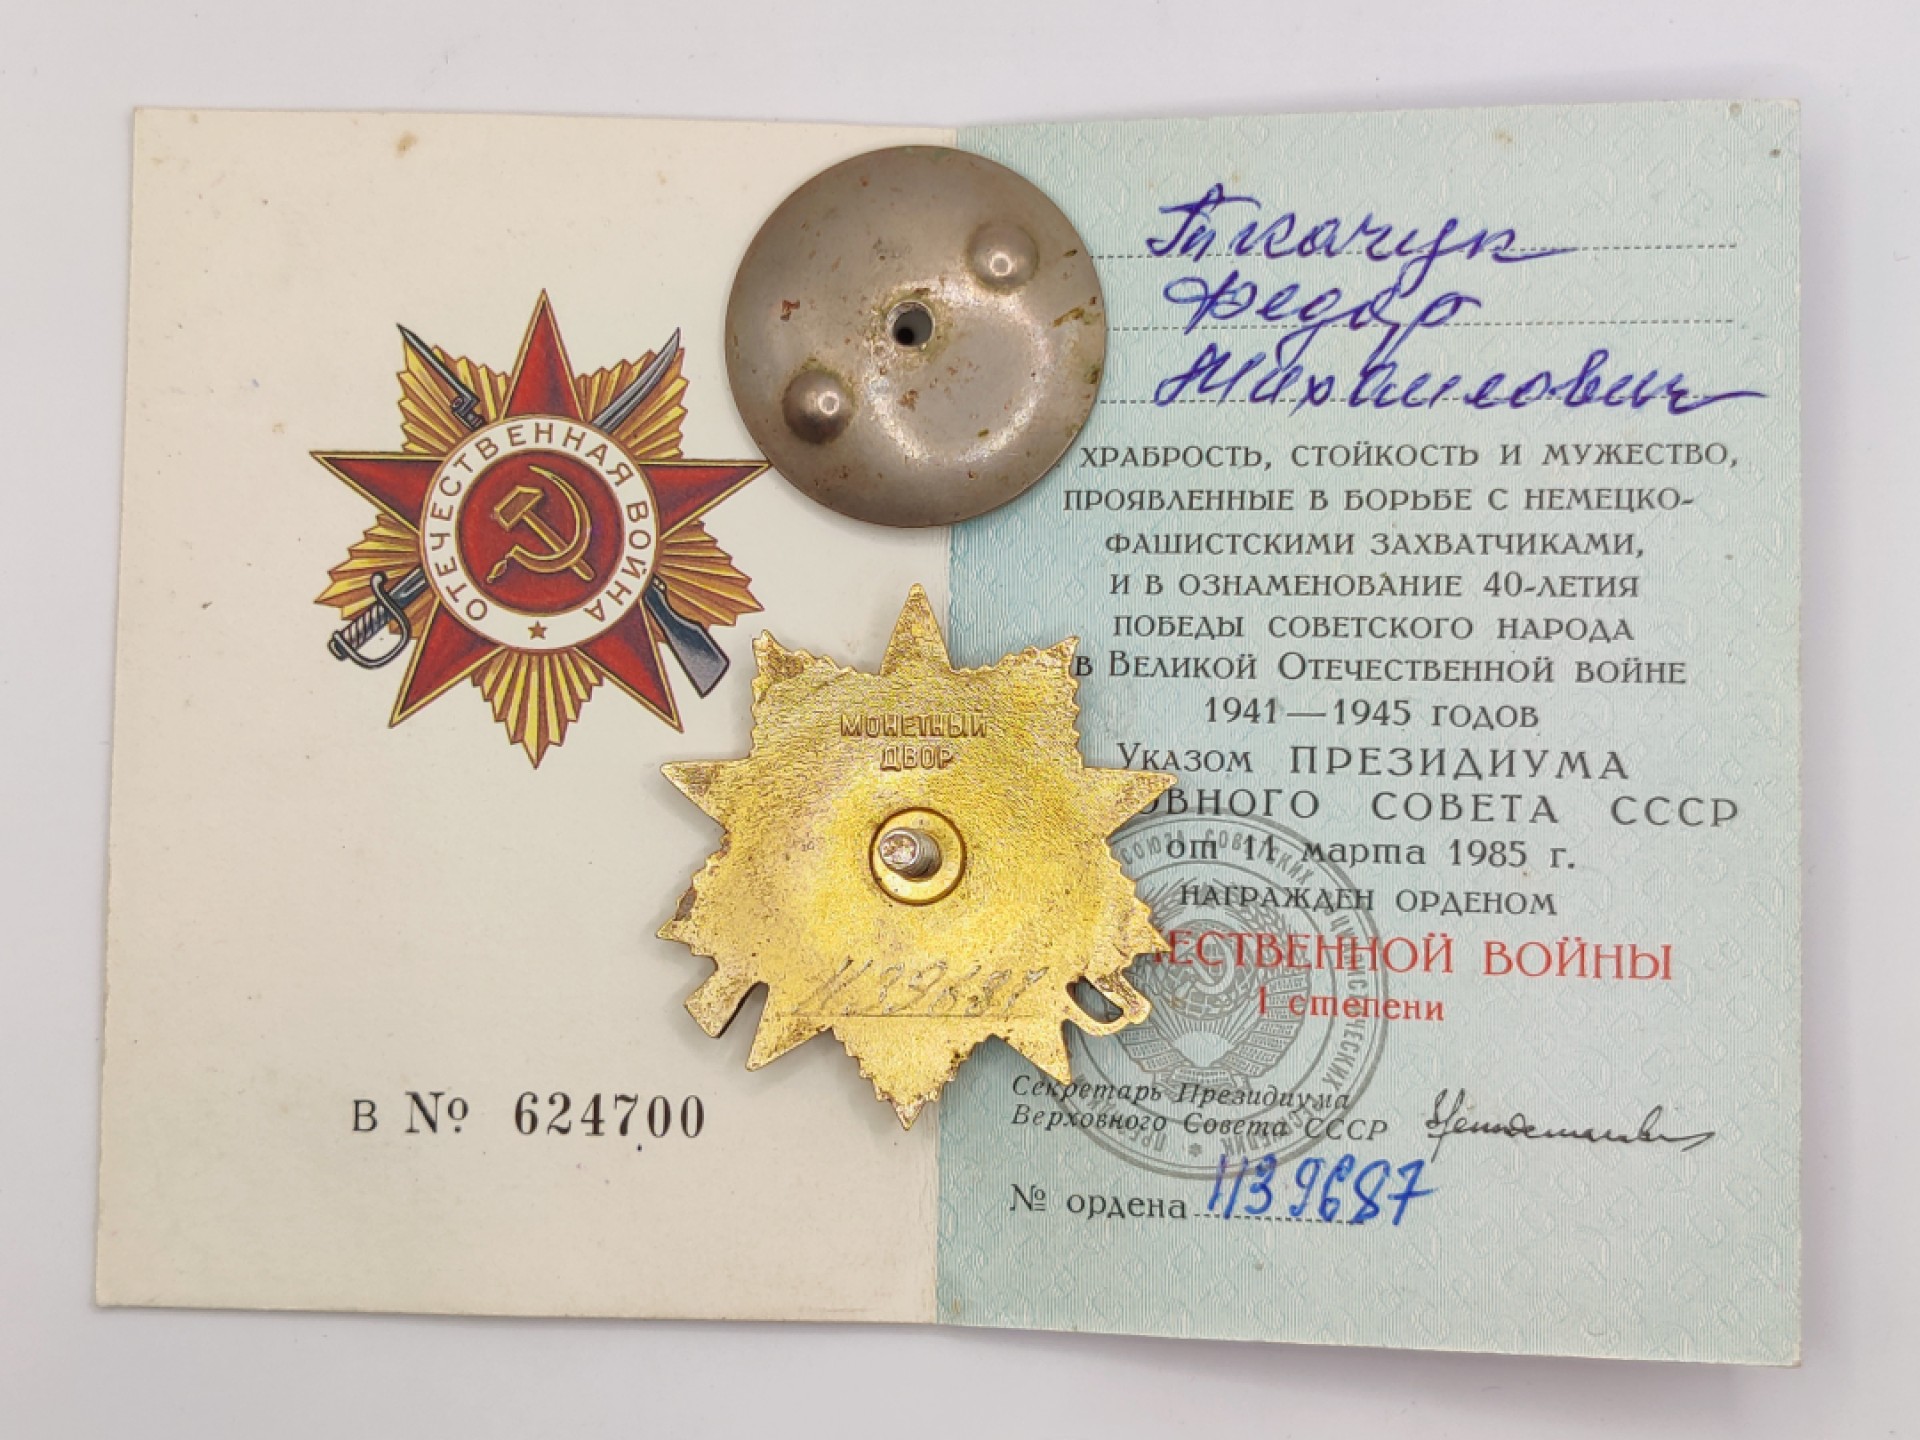 ОТЕЧЕСТВЕННАЯ ВОЙНА
В № 624700
Ткачук
Федор
Михайлович
ХРАБРОСТЬ, СТОЙКОСТЬ И МУЖЕСТВО,
ПРОЯВЛЕННЫЕ В БОРЬБЕ С НЕМЕЦКО-
ФАШИСТСКИМИ ЗАХВАТЧИКАМИ,
И В ОЗНАМЕНОВАНИЕ 40-ЛЕТИЯ
ПОБЕДЫ СОВЕТСКОГО НАРОДА
В ВЕЛИКОЙ ОТЕЧЕСТВЕННОЙ ВОЙНЕ
1941—1945 ГОДОВ
УКАЗОМ ПРЕЗИДИУМА
ОВНОГО СОВЕТА СССР
от 11 марта 1985 г.
НАГРАЖДЕН ОРДЕНОМ
ЧЕСТВЕННОЙ ВОЙНЫ
I степени
Секретарь Президиума
Верховного Совета СССР
№ ордена 1139687
МОНЕТНЫЙ
ДВОР
1139687